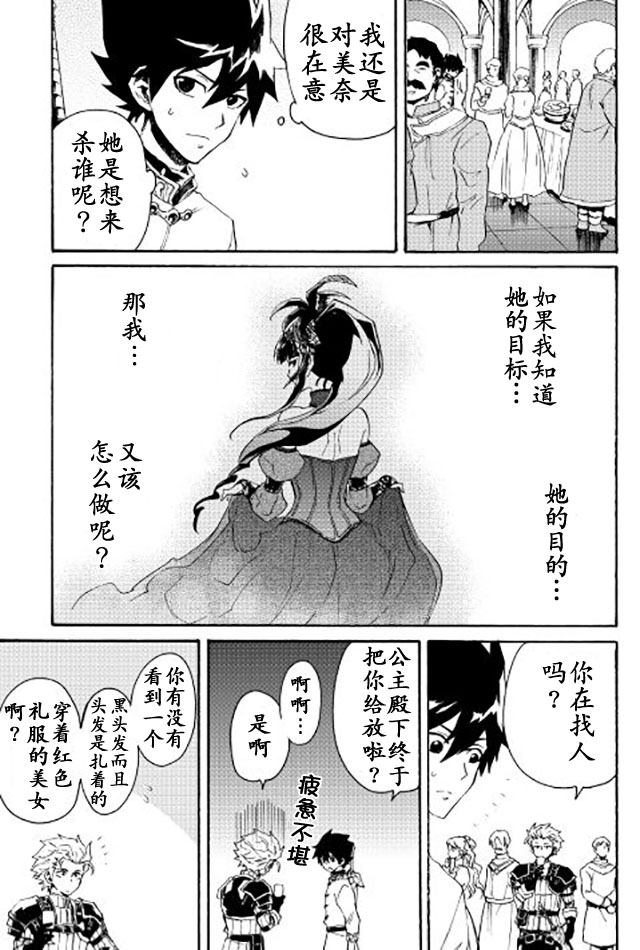 我还是
对美奈
很在意
她是想来
杀谁呢？
如果我知道
她的目标…
她的目的…
那我…
又该
怎么做呢？
你在找人
吗？
公主殿下终于
把你给放啦？
啊啊…
是啊
疲惫不堪
你有没有
看到一个
黑头发而且
头发是扎着的
穿着红色
礼服的美女
啊？